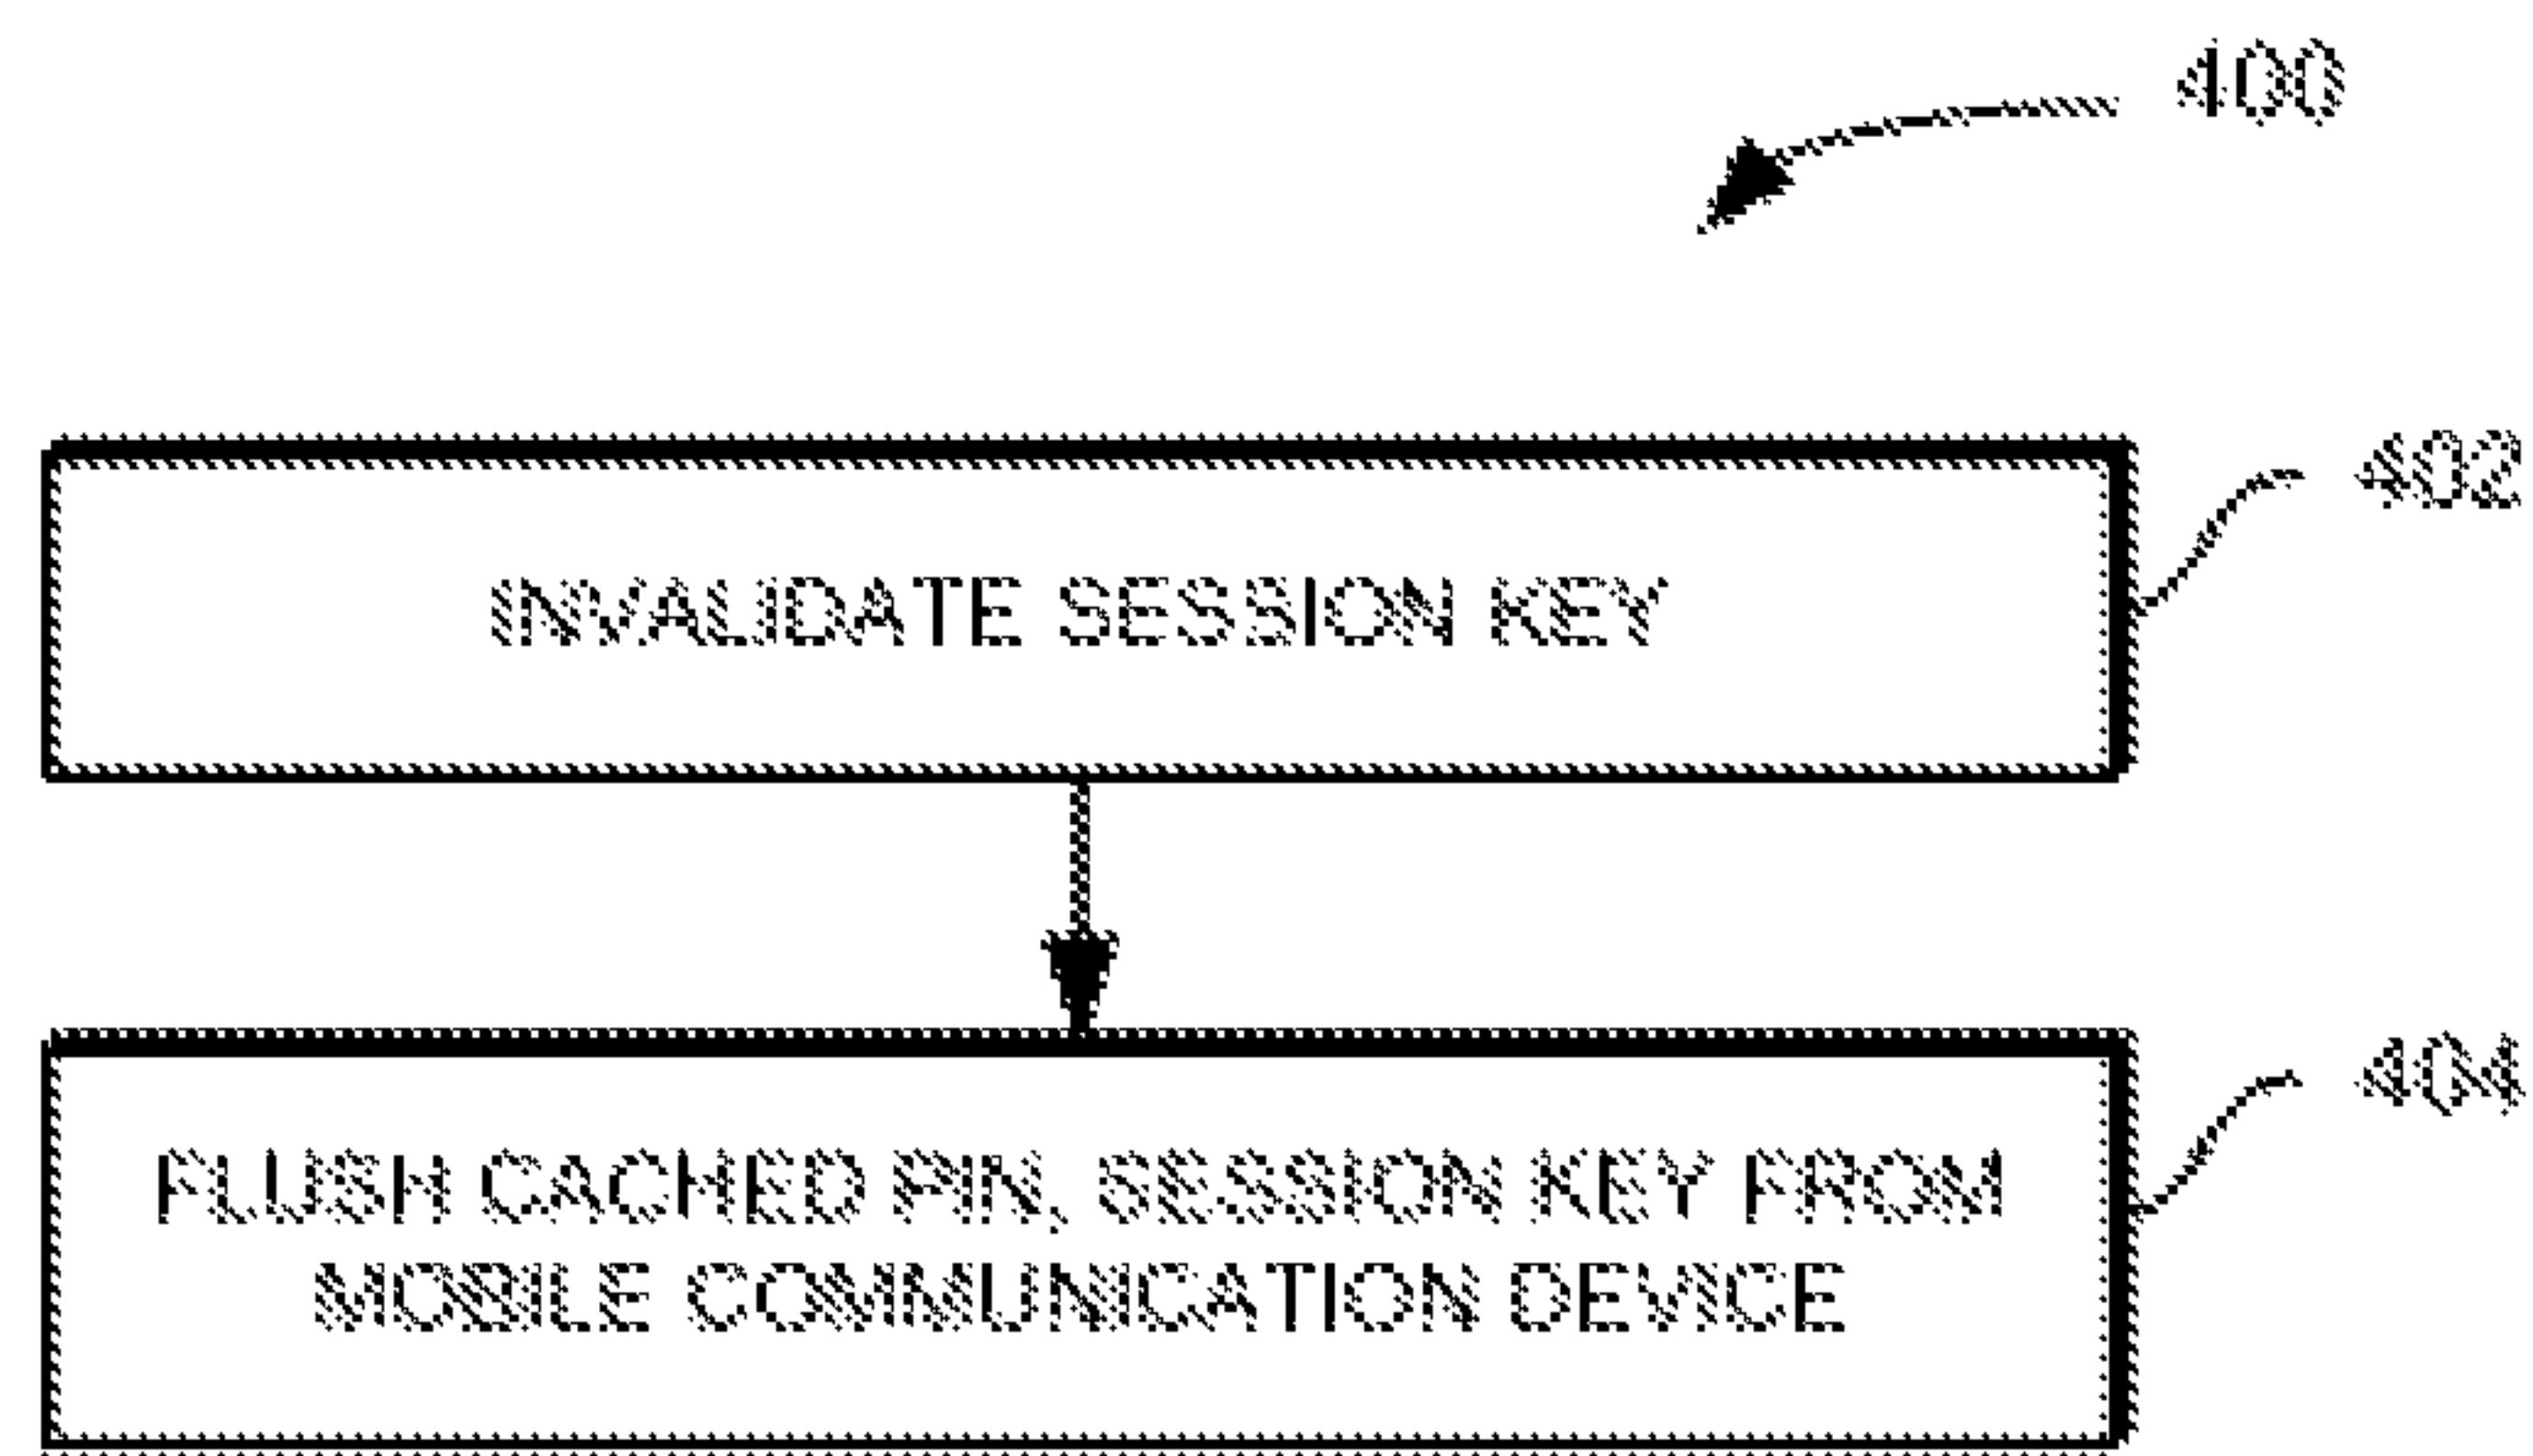 400
402
INVALIDATE SESSION KEY
404
FLUSH CACHED PIN, SESSION KEY FROM
MOBILE COMMUNICATION DEVICE